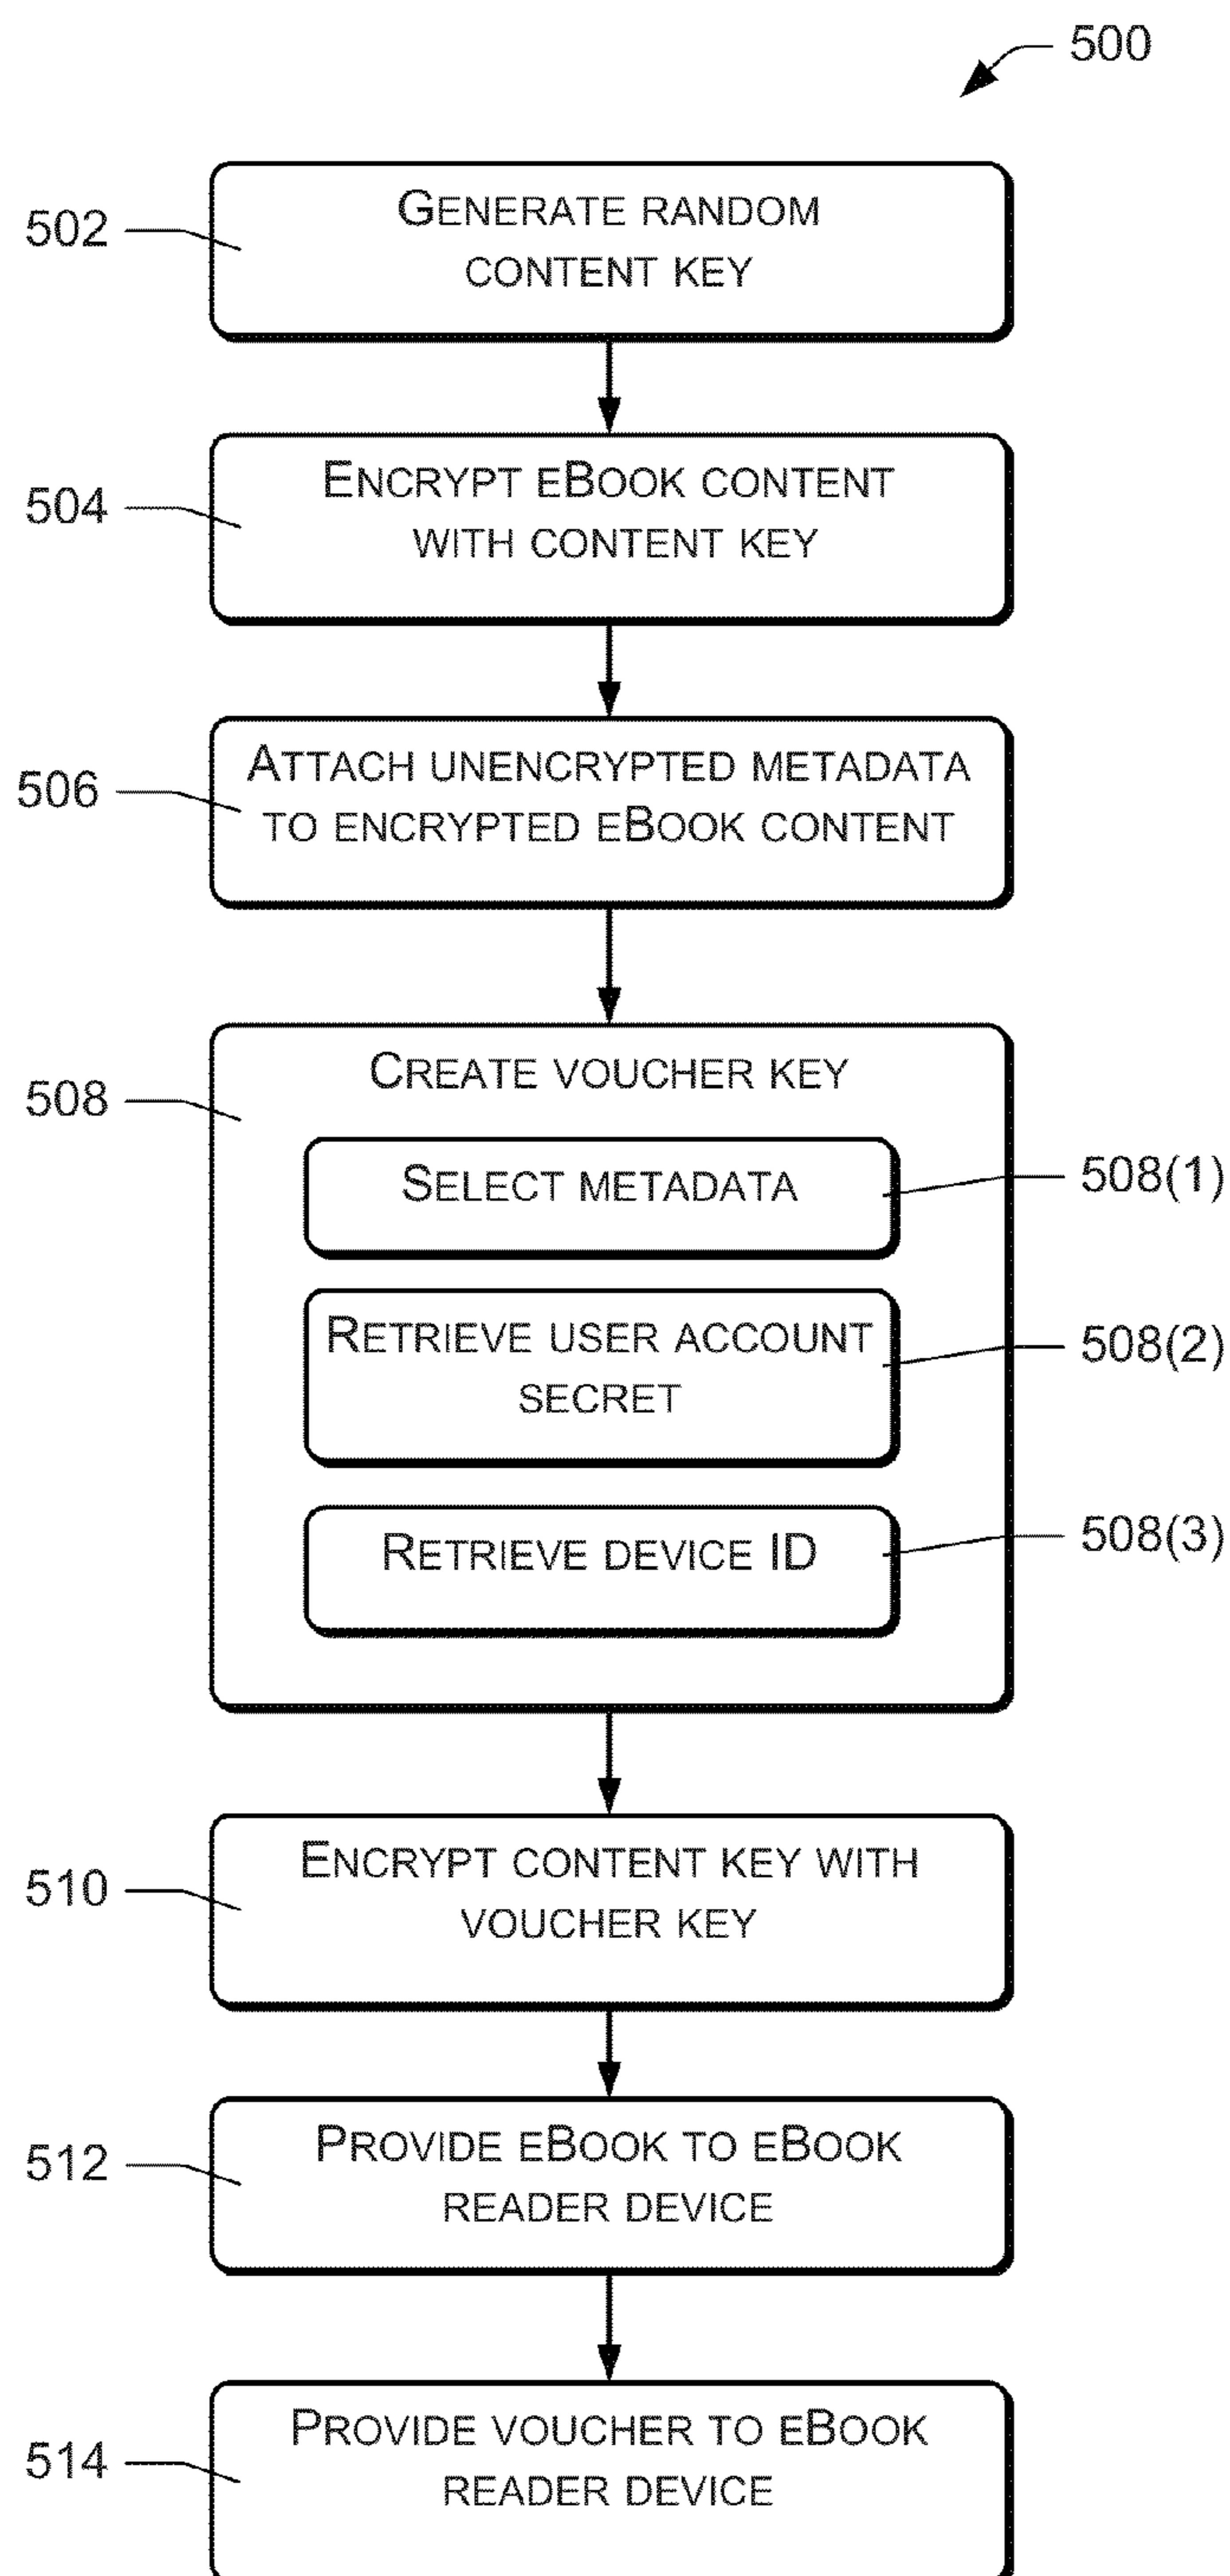 500
502
GENERATE RANDOM
CONTENT KEY
504
ENCRYPT EBOOK CONTENT
WITH CONTENT KEY
506
ATTACH UNENCRYPTED METADATA
TO ENCRYPTED EBOOK CONTENT
508
CREATE VOUCHER KEY
SELECT METADATA
508(1)
RETRIEVE USER ACCOUNT
SECRET
508(2)
RETRIEVE DEVICE ID
508(3)
510
ENCRYPT CONTENT KEY WITH
VOUCHER KEY
512
PROVIDE EBOOK TO EBOOK
READER DEVICE
514
PROVIDE VOUCHER TO EBOOK
READER DEVICE